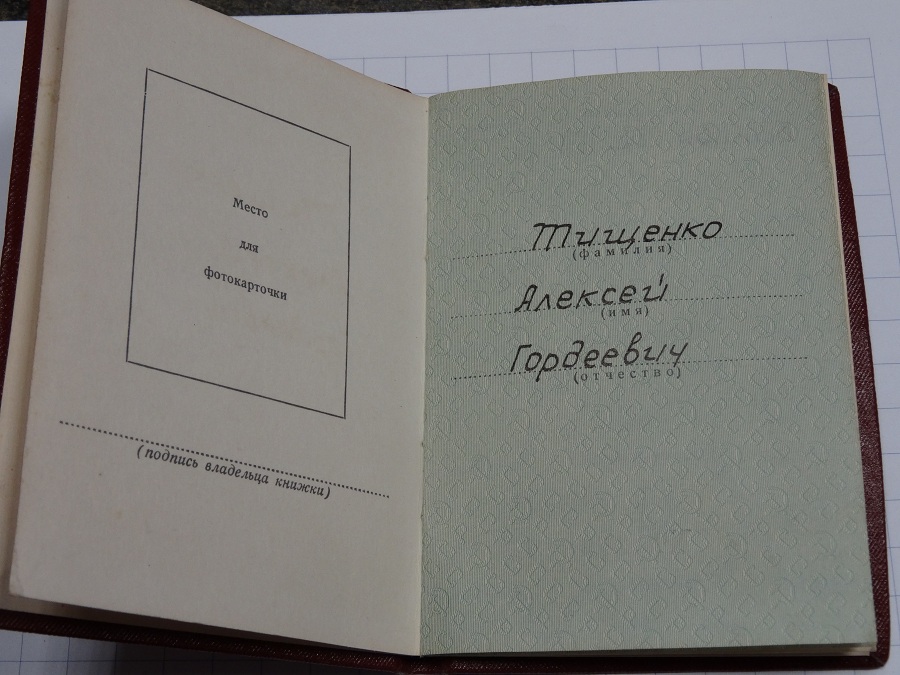 Место
для
фотокарточки
(подпись владельца книжки)
Тищенко
(фамилия)
Алексей
(имя)
Гордеевич
(отчество)